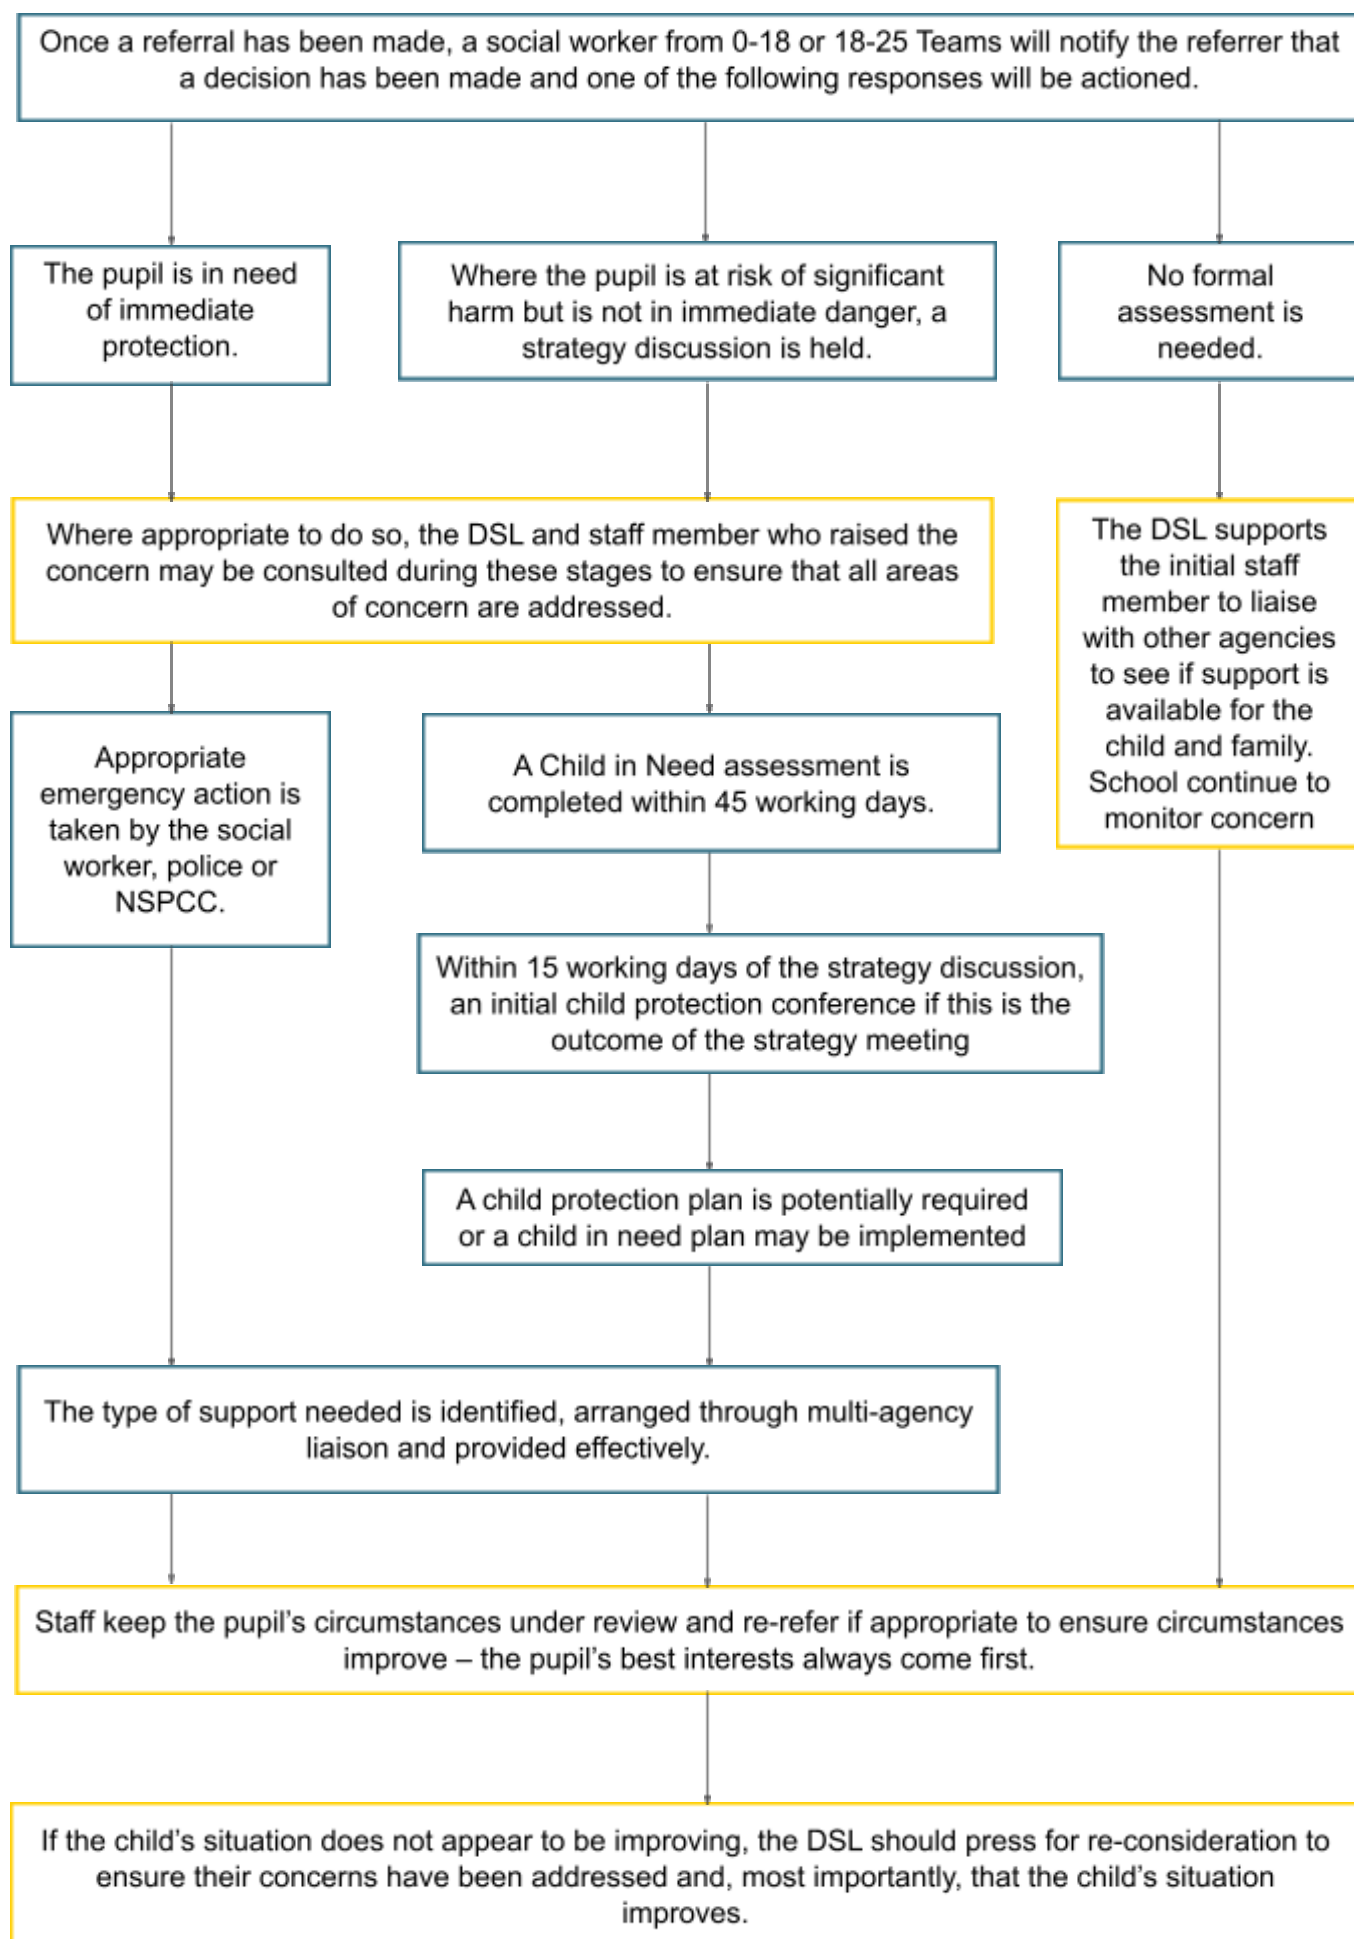 Once a referral has been made, a social worker from 0-18 or 18-25 Teams will notify the referrer that
a decision has been made and one of the following responses will be actioned.
The pupil is in need
of immediate
protection.
Where the pupil is at risk of significant
harm but is not in immediate danger, a
strategy discussion is held.
No formal
assessment is
needed.
Where appropriate to do so, the DSL and staff member who raised the
concern may be consulted during these stages to ensure that all areas
of concern are addressed.
The DSL supports
the initial staff
member to liaise
with other agencies
to see if support is
available for the
child and family.
School continue to
monitor concern
Appropriate
emergency action is
taken by the social
worker, police or
NSPCC.
A Child in Need assessment is
completed within 45 working days.
Within 15 working days of the strategy discussion,
an initial child protection conference if this is the
outcome of the strategy meeting
A child protection plan is potentially required
or a child in need plan may be implemented
The type of support needed is identified, arranged through multi-agency
liaison and provided effectively.
Staff keep the pupil’s circumstances under review and re-refer if appropriate to ensure circumstances
improve – the pupil’s best interests always come first.
If the child’s situation does not appear to be improving, the DSL should press for re-consideration to
ensure their concerns have been addressed and, most importantly, that the child’s situation
improves.